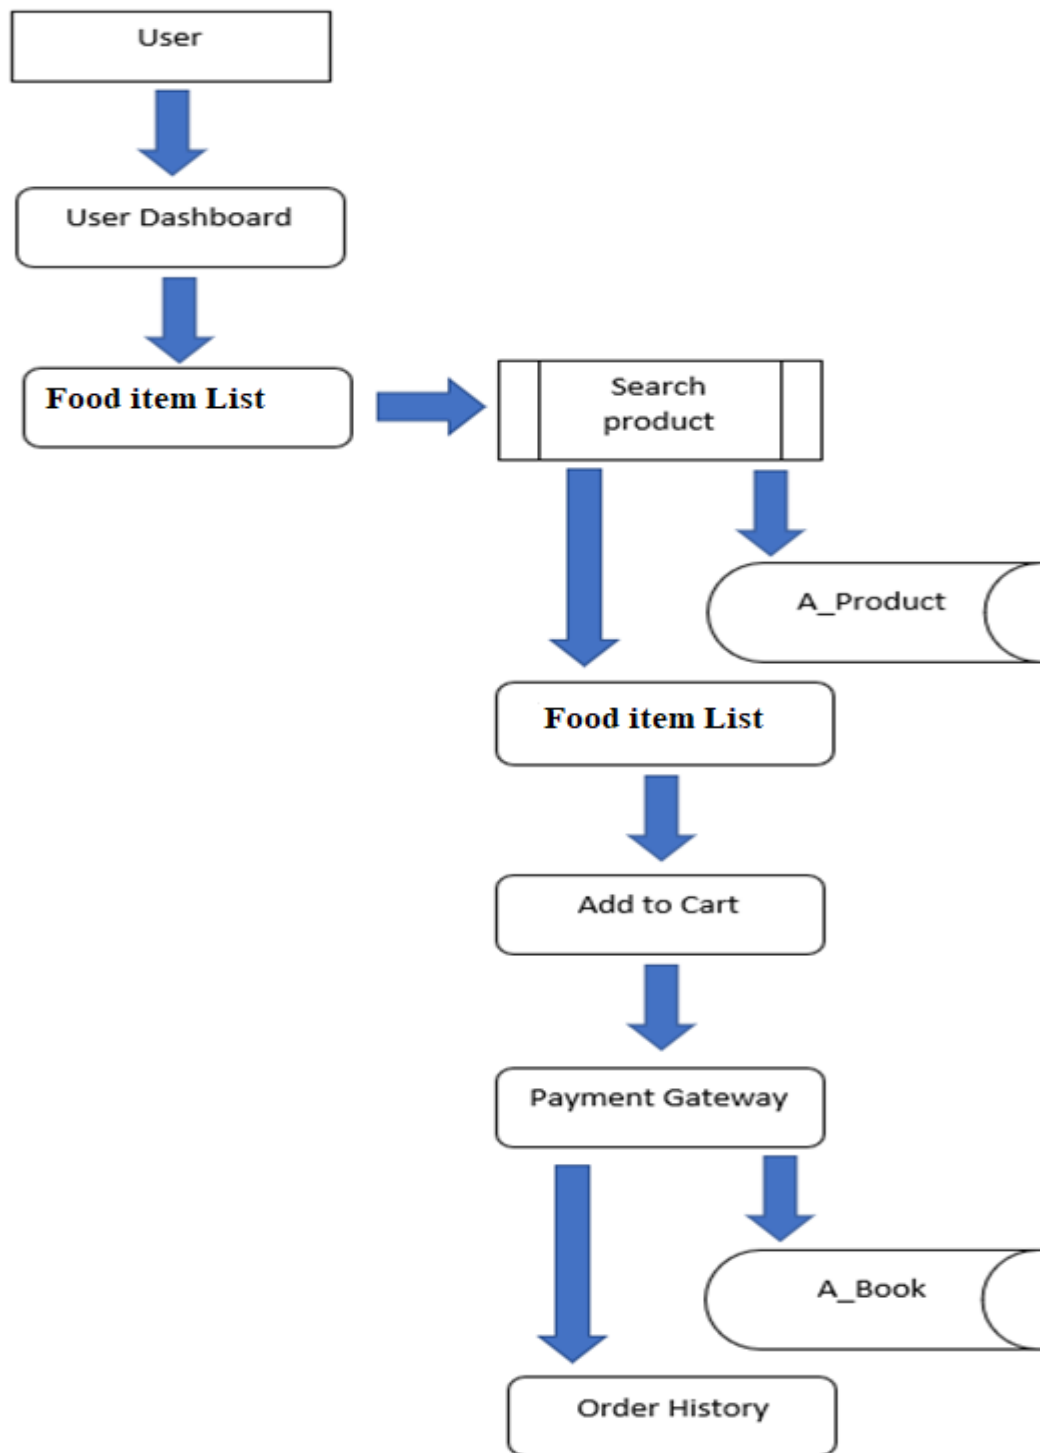 User
User Dashboard
Food item List
Search
product
A_Product
Food item List
Add to Cart
Payment Gateway
A_Book
Order History